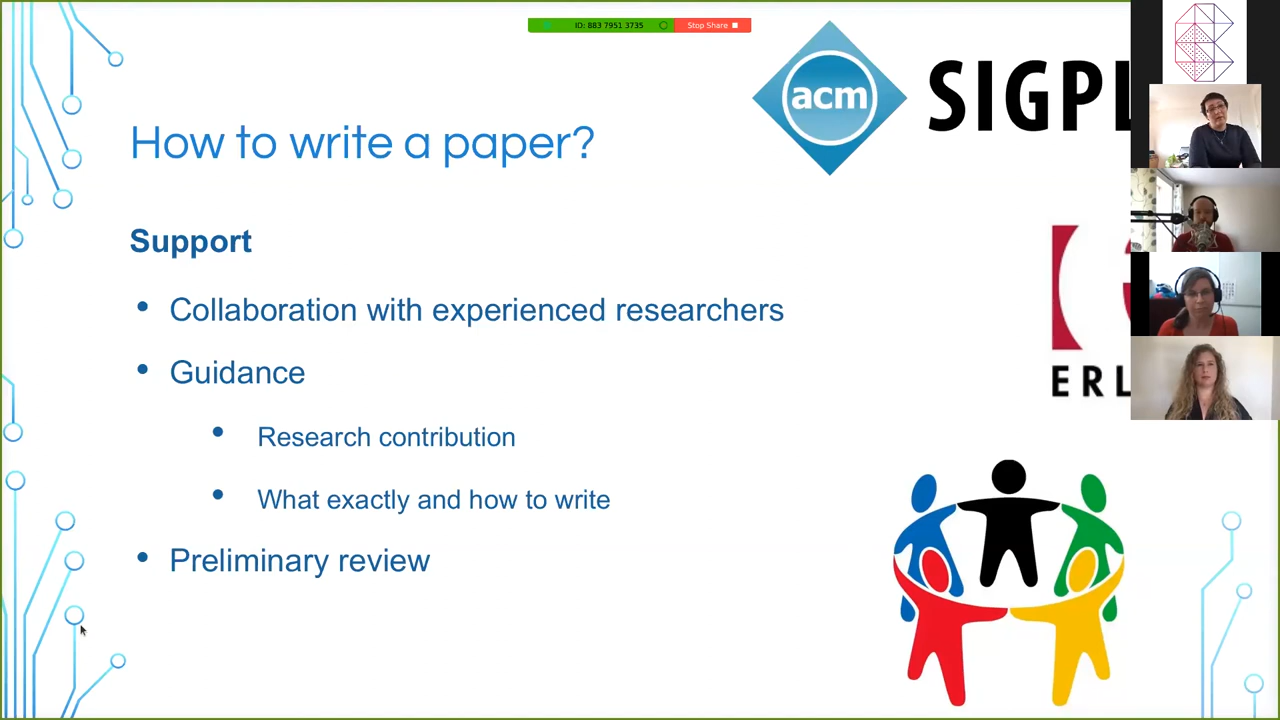 ID: 883 7951 3735
Stop Share
acm
SIGPL
How to write a paper?
Support
• Collaboration with experienced researchers
• Guidance
• Research contribution
• What exactly and how to write
• Preliminary review
ERL